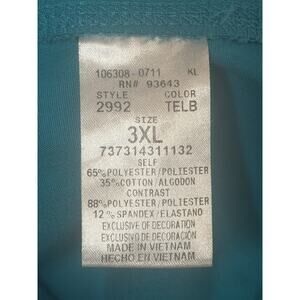 106308-0711 KL
RN# 93643
STYLE COLOR
2992 TELB
SIZE
3XL
737314311132
SELF
65% POLYESTER/POLIESTER
35% COTTON/ALGODON
CONTRAST
88% POLYESTER/POLIESTER
12% SPANDEX/ELASTANO
EXCLUSIVE OF DECORATION
EXCLUSIVO DE DECORACIÓN
MADE IN VIETNAM
HECHO EN VIETNAM